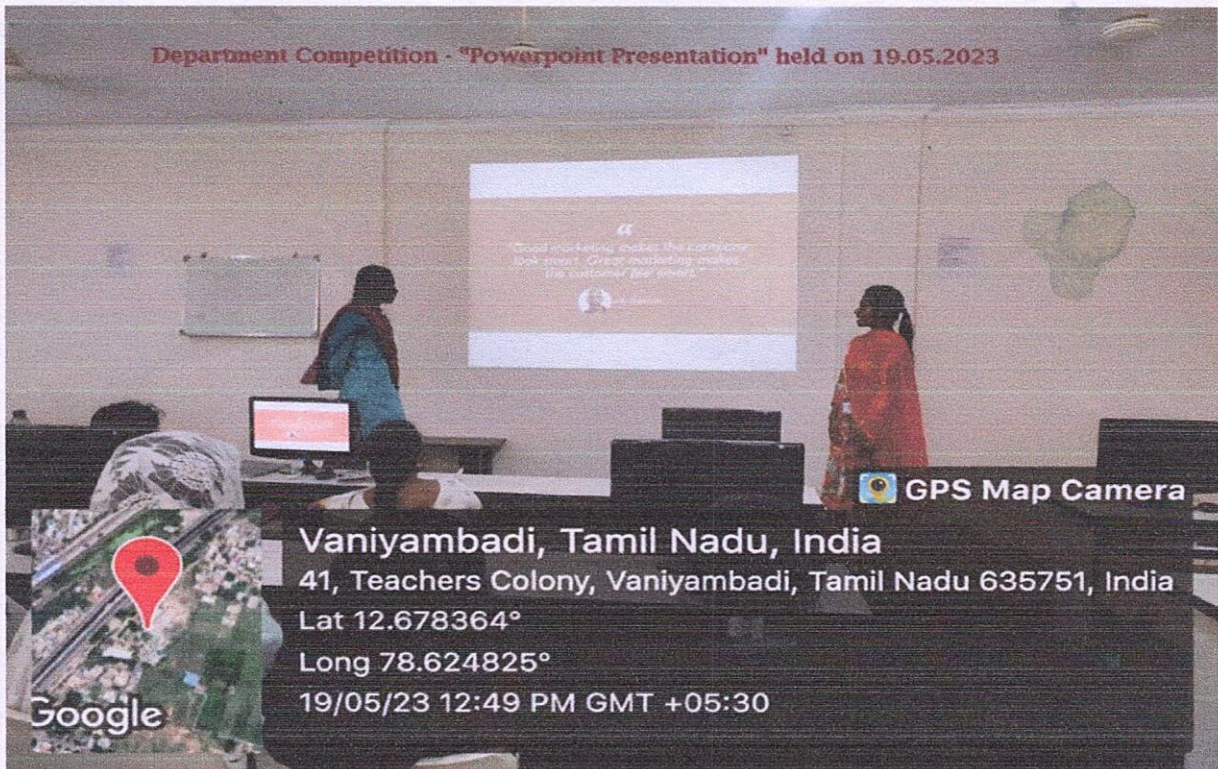 Department Competition - "Powerpoint Presentation" held on 19.05.2023
“
"Good marketing makes the company
look smart. Great marketing makes
the customer feel smart."
GPS Map Camera
Vaniyambadi, Tamil Nadu, India
41, Teachers Colony, Vaniyambadi, Tamil Nadu 635751, India
Lat 12.678364°
Long 78.624825°
19/05/23 12:49 PM GMT +05:30
Google